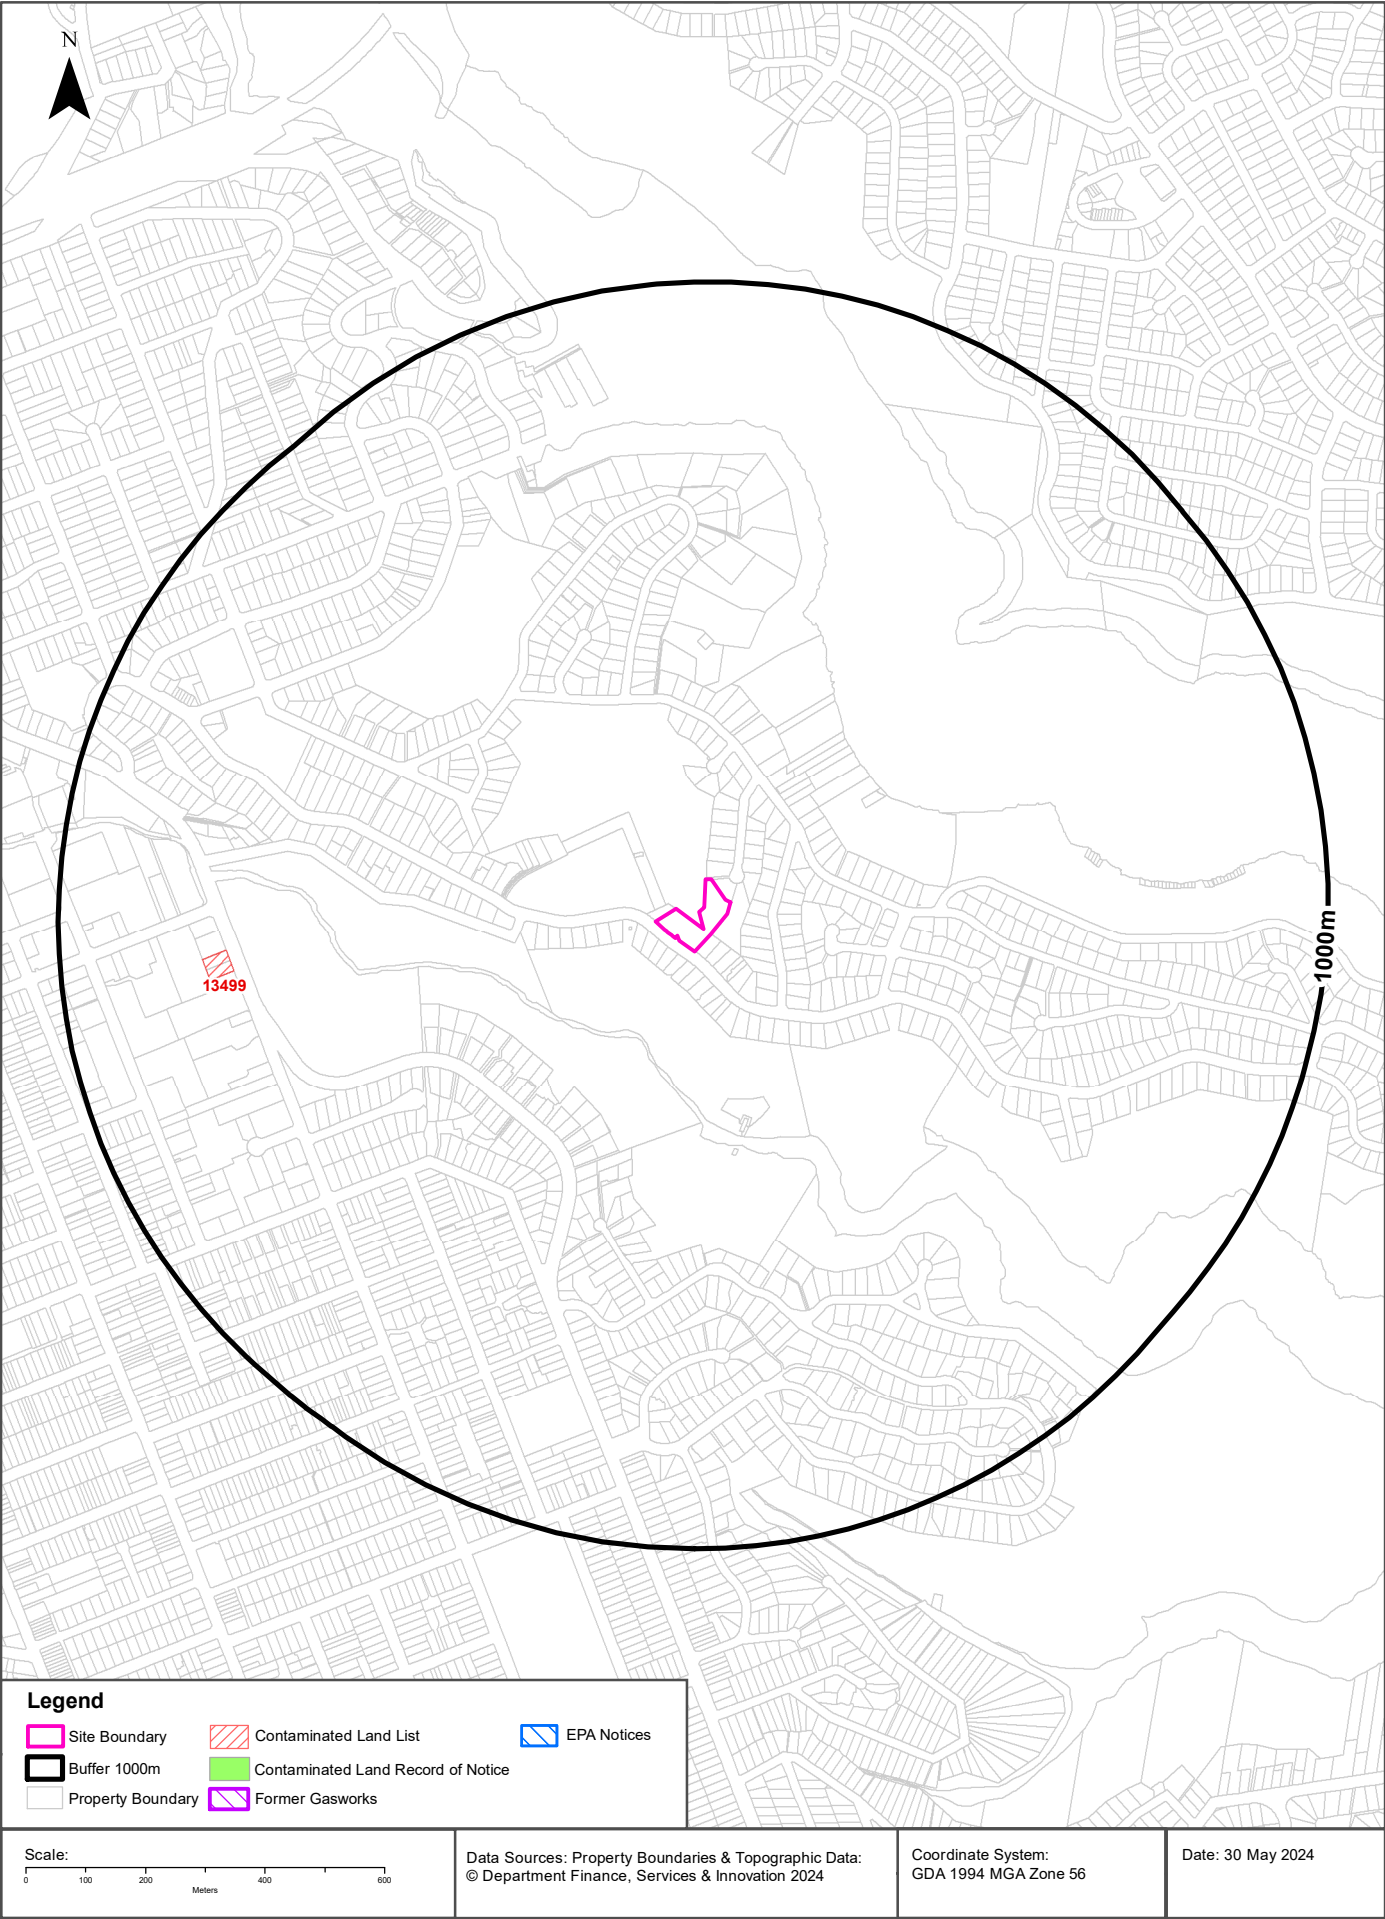 N
1000m
13499
Legend
Site Boundary
Contaminated Land List
EPA Notices
Buffer 1000m
Contaminated Land Record of Notice
Property Boundary
Former Gasworks
Scale:
0 100 200 400 600
Meters
Data Sources: Property Boundaries & Topographic Data:
© Department Finance, Services & Innovation 2024
Coordinate System:
GDA 1994 MGA Zone 56
Date: 30 May 2024